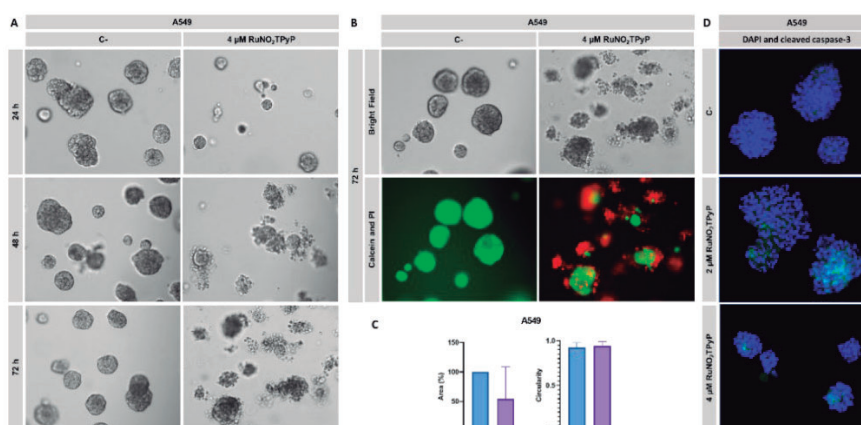 A
A549
C-
4 µM RuNO₂TPyP
24 h
48 h
72 h
B
A549
C-
4 µM RuNO₂TPyP
72 h
Bright Field
Calcein and PI
C
A549
Area (%)
150
100
50
Circularity
1.0
0.5
D
A549
DAPI and cleaved caspase-3
C-
2 µM RuNO₂TPyP
4 µM RuNO₂TPyP